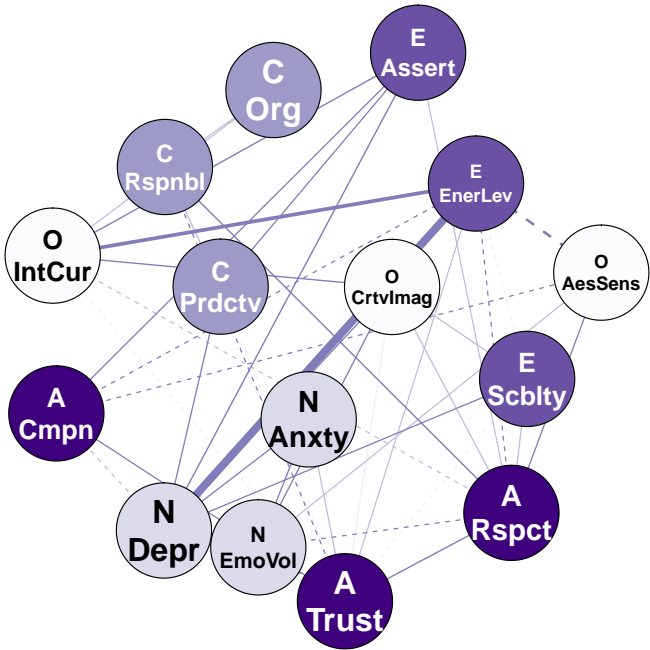 E
Assert
C
Org
C
Rspnbl
E
EnerLev
O
IntCur
C
Prdctv
O
CrtvImag
O
AesSens
E
Scblty
A
Cmpn
N
Anxty
A
Rspct
N
Depr
N
EmoVol
A
Trust